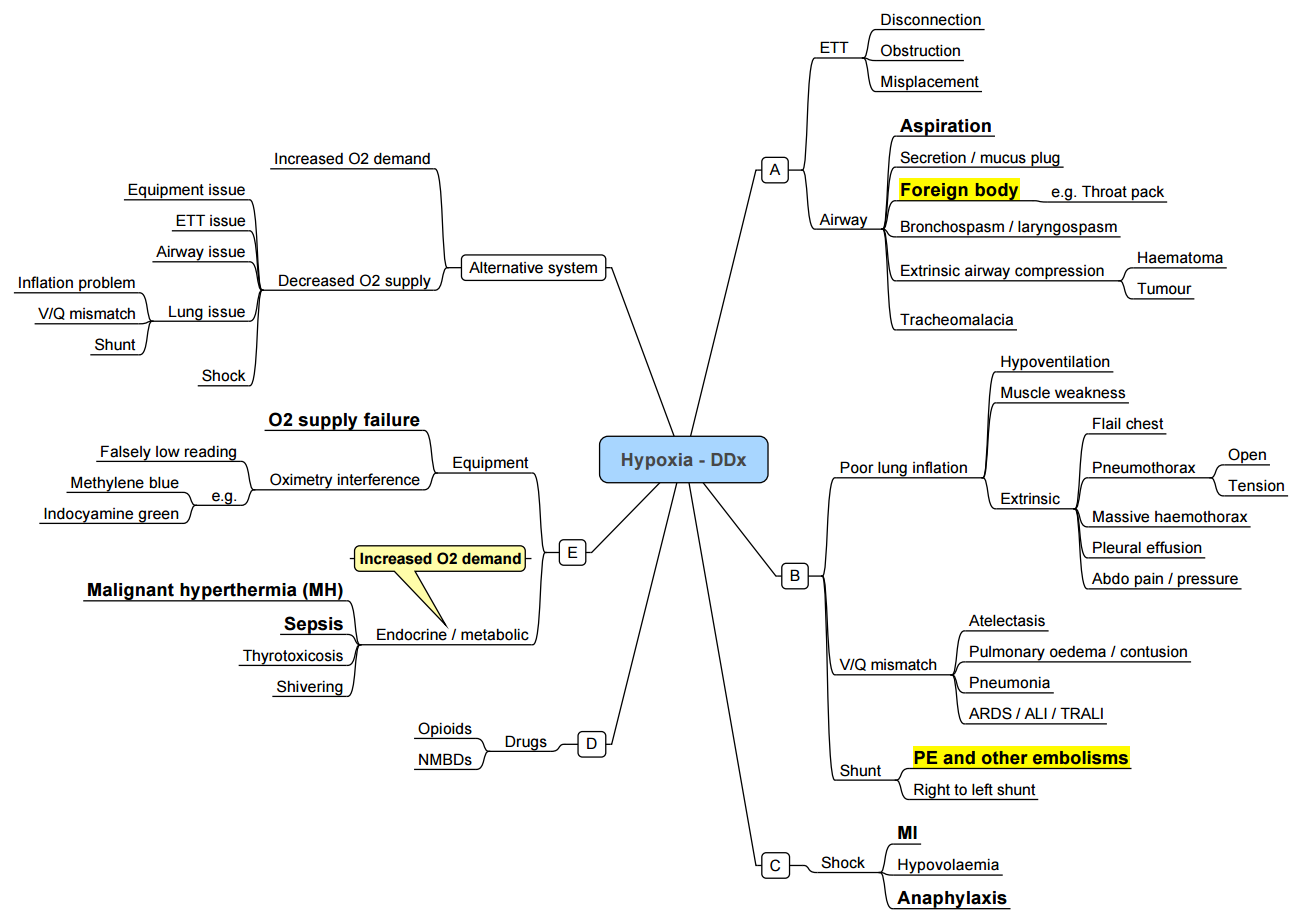 Hypoxia - DDx
A
ETT
Disconnection
Obstruction
Misplacement
Airway
Aspiration
Secretion / mucus plug
Foreign body
e.g. Throat pack
Bronchospasm / laryngospasm
Extrinsic airway compression
Haematoma
Tumour
Tracheomalacia
B
Poor lung inflation
Hypoventilation
Muscle weakness
Extrinsic
Flail chest
Pneumothorax
Open
Tension
Massive haemothorax
Pleural effusion
Abdo pain / pressure
V/Q mismatch
Atelectasis
Pulmonary oedema / contusion
Pneumonia
ARDS / ALI / TRALI
Shunt
PE and other embolisms
Right to left shunt
C
Shock
MI
Hypovolaemia
Anaphylaxis
D
Drugs
Opioids
NMBDs
E
Equipment
O2 supply failure
Oximetry interference
Falsely low reading
e.g.
Methylene blue
Indocyamine green
Increased O2 demand
Endocrine / metabolic
Malignant hyperthermia (MH)
Sepsis
Thyrotoxicosis
Shivering
Alternative system
Increased O2 demand
Decreased O2 supply
Equipment issue
ETT issue
Airway issue
Lung issue
Inflation problem
V/Q mismatch
Shunt
Shock